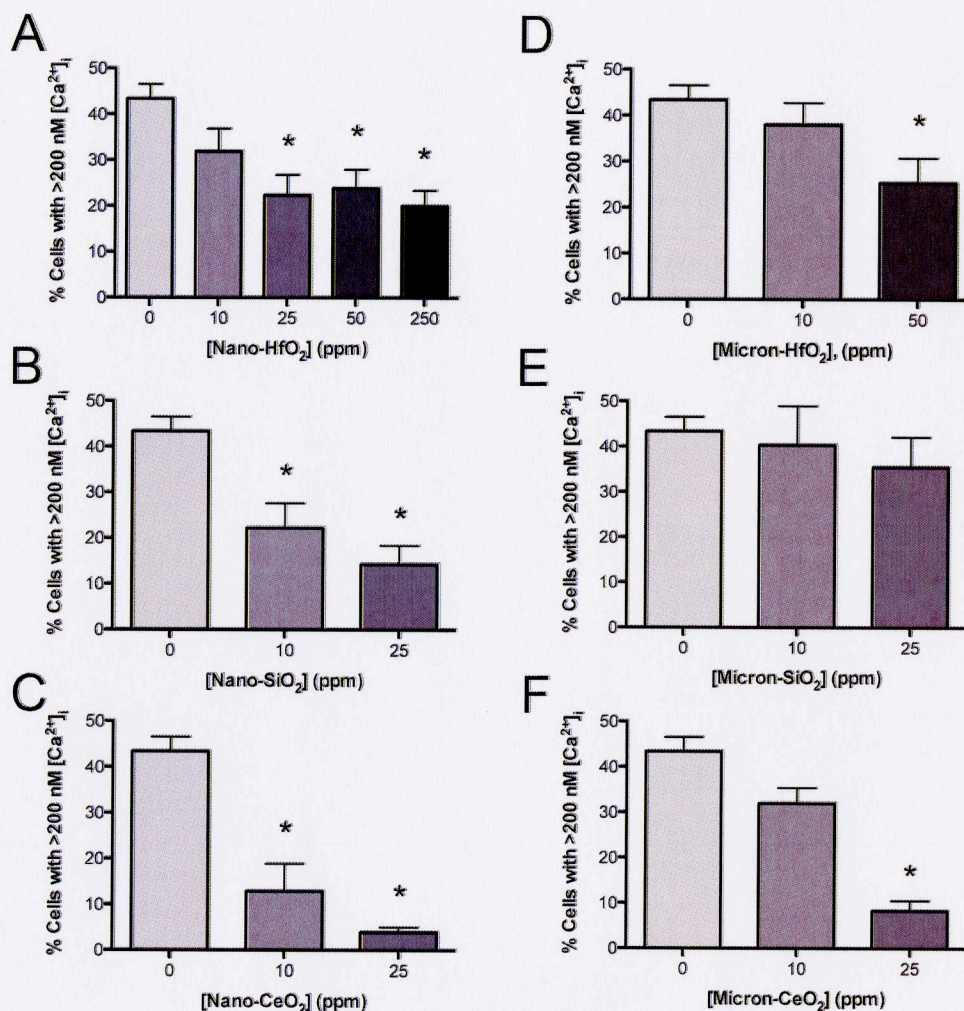 A
% Cells with >200 nM [Ca²⁺]ᵢ
50
40
30
20
10
0
*
*
*
0 10 25 50 250
[Nano-HfO₂] (ppm)
B
% Cells with >200 nM [Ca²⁺]ᵢ
50
40
30
20
10
0
*
*
0 10 25
[Nano-SiO₂] (ppm)
C
% Cells with >200 nM [Ca²⁺]ᵢ
50
40
30
20
10
0
*
*
0 10 25
[Nano-CeO₂] (ppm)
D
% Cells with >200 nM [Ca²⁺]ᵢ
50
40
30
20
10
0
*
0 10 50
[Micron-HfO₂], (ppm)
E
% Cells with >200 nM [Ca²⁺]ᵢ
50
40
30
20
10
0
0 10 25
[Micron-SiO₂] (ppm)
F
% Cells with >200 nM [Ca²⁺]ᵢ
50
40
30
20
10
0
*
0 10 25
[Micron-CeO₂] (ppm)